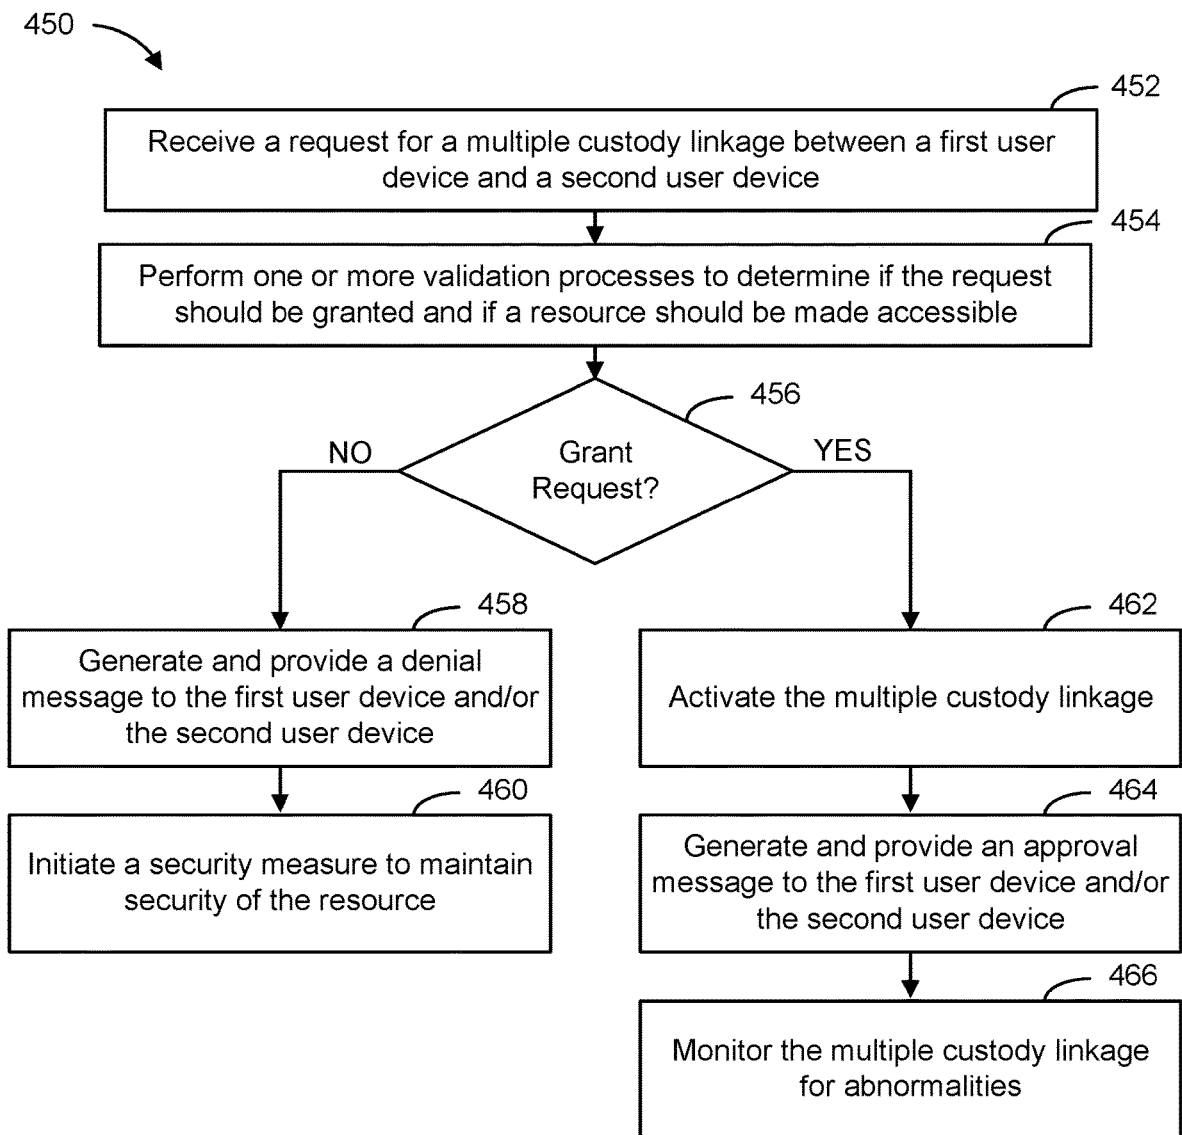 450
452
Receive a request for a multiple custody linkage between a first user
device and a second user device
454
Perform one or more validation processes to determine if the request
should be granted and if a resource should be made accessible
456
Grant
Request?
NO
YES
458
Generate and provide a denial
message to the first user device and/or
the second user device
460
Initiate a security measure to maintain
security of the resource
462
Activate the multiple custody linkage
464
Generate and provide an approval
message to the first user device and/or
the second user device
466
Monitor the multiple custody linkage
for abnormalities